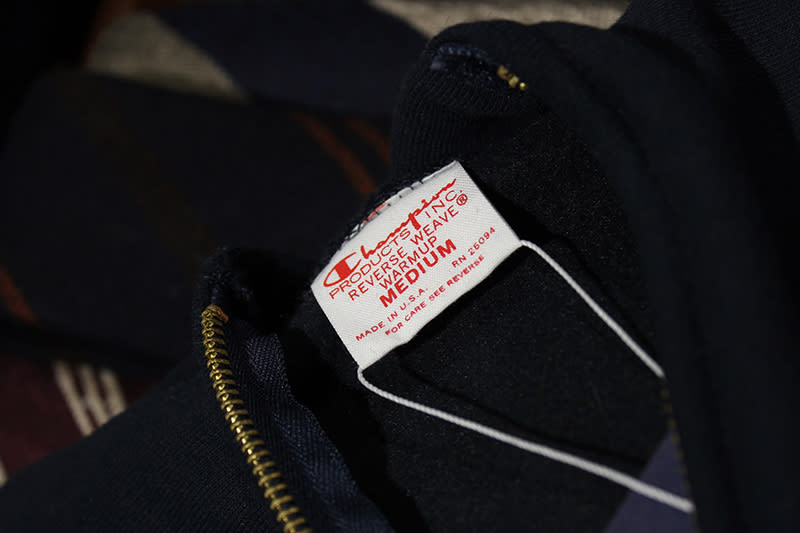 Champion
PRODUCTS INC.
REVERSE WEAVE®
WARMUP
MEDIUM
MADE IN U.S.A. RN 26094
FOR CARE SEE REVERSE